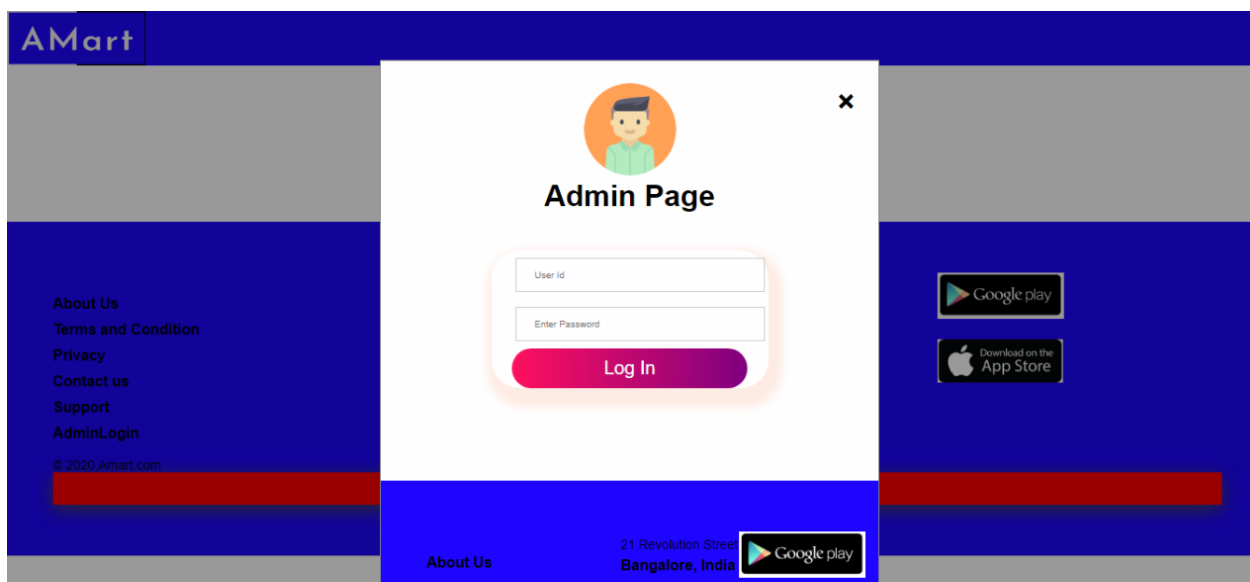 AMart
×
Admin Page
User Id
Enter Password
Log In
About Us
Terms and Condition
Privacy
Contact us
Support
AdminLogin
© 2020,Amart.com
Google play
Download on the
App Store
About Us
21 Revolution Street
Bangalore, India
Google play